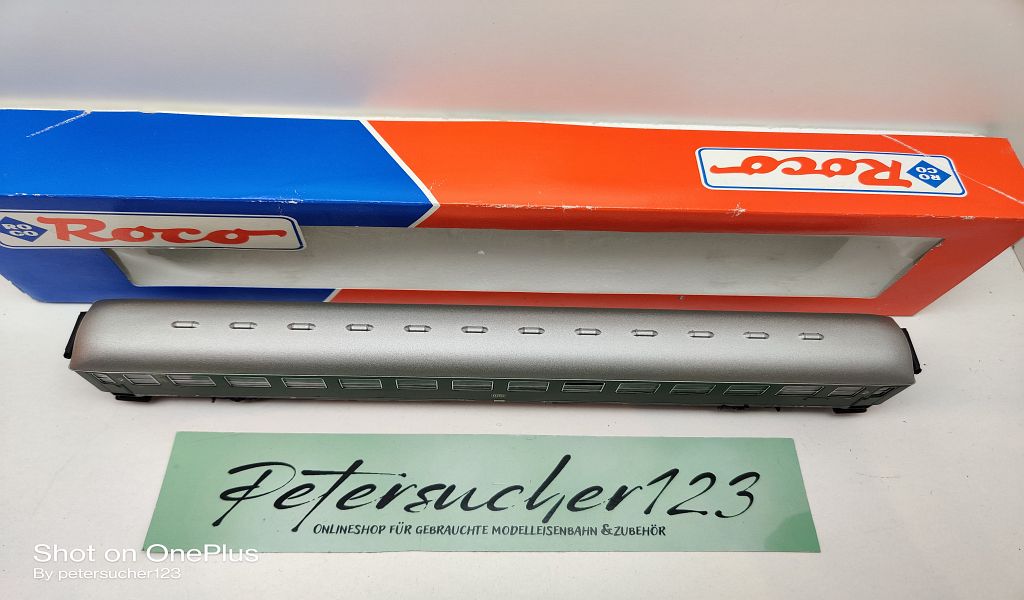 RO
CO
Roco
RO
CO
Roco
Petersucher123
ONLINESHOP FÜR GEBRAUCHTE MODELLEISENBAHN & ZUBEHÖR
Shot on OnePlus
By petersucher123